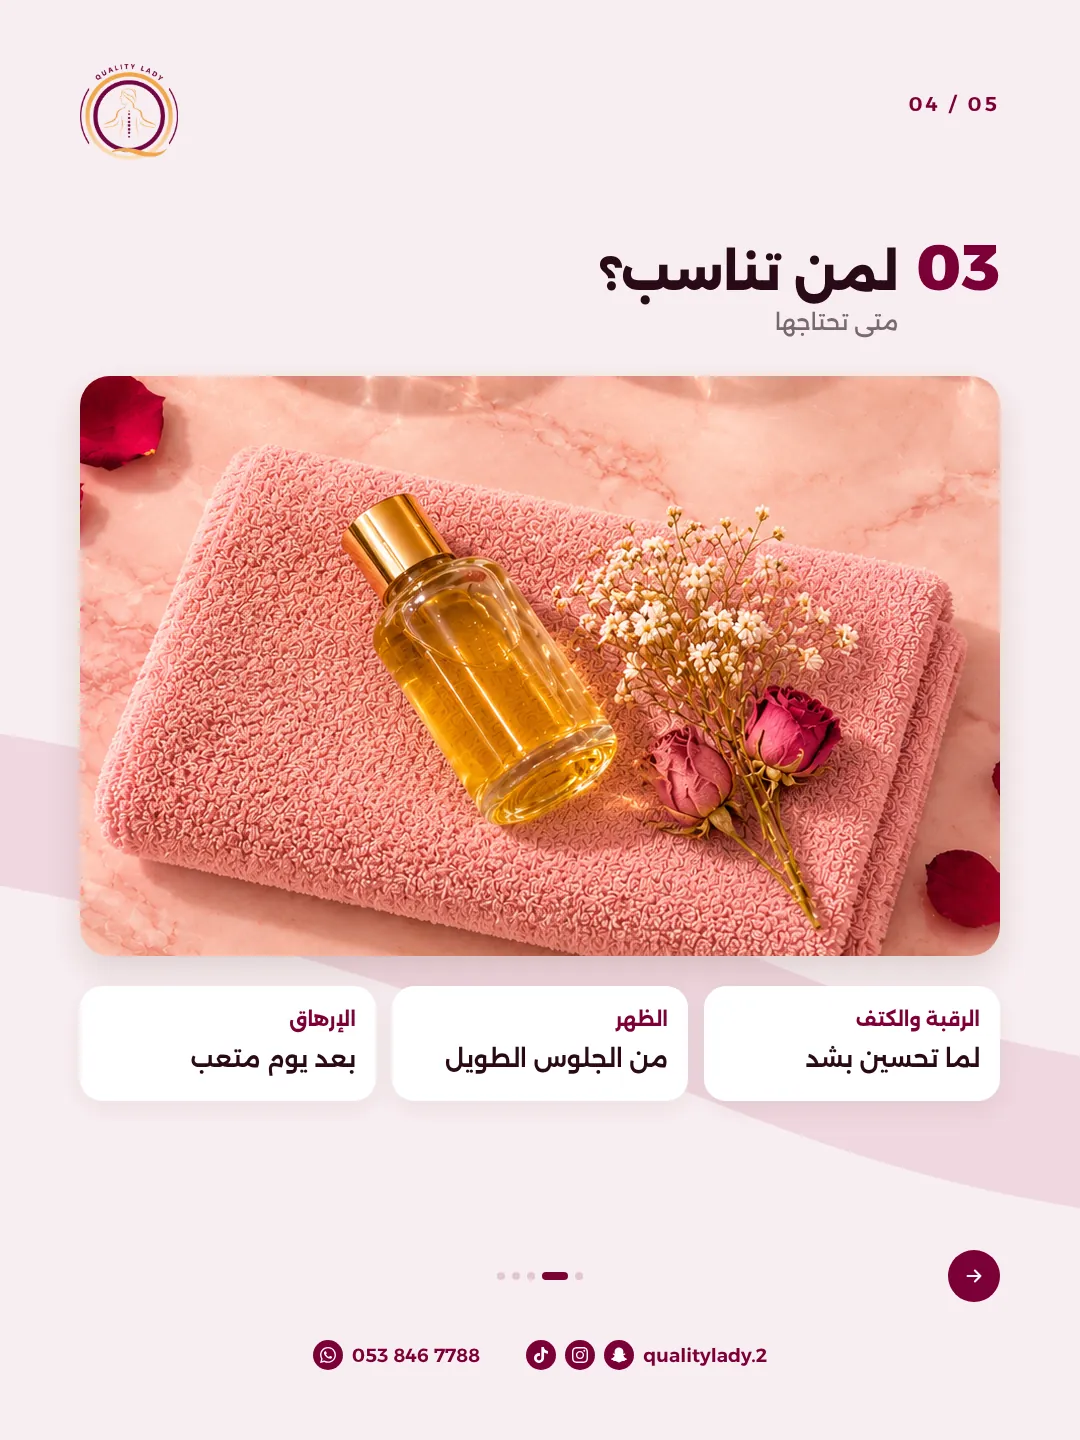 QUALITY LADY
04 / 05
03 لمن تناسب؟
متى تحتاجها
الرقبة والكتف
لما تحسين بشد
الظهر
من الجلوس الطويل
الإرهاق
بعد يوم متعب
053 846 7788
qualitylady.2